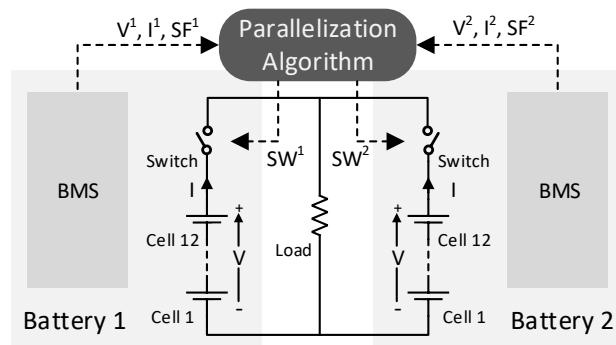 V¹, I¹, SF¹
Parallelization
Algorithm
V², I², SF²
SW¹
SW²
Switch
Switch
BMS
I
I
BMS
Cell 12
+
V
-
Load
Cell 12
+
V
-
Cell 1
Cell 1
Battery 1
Battery 2